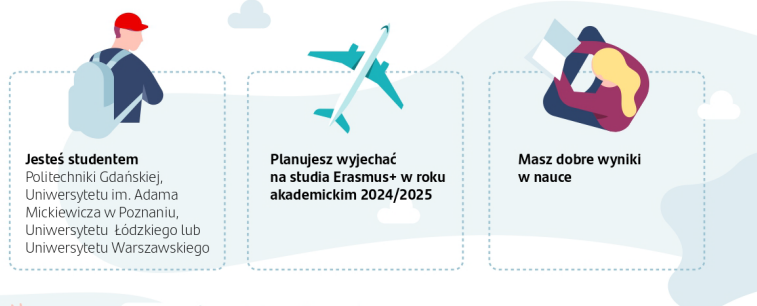 Jesteś studentem
Politechniki Gdańskiej,
Uniwersytetu im. Adama
Mickiewicza w Poznaniu,
Uniwersytetu Łódzkiego lub
Uniwersytetu Warszawskiego
Planujesz wyjechać
na studia Erasmus+ w roku
akademickim 2024/2025
Masz dobre wyniki
w nauce